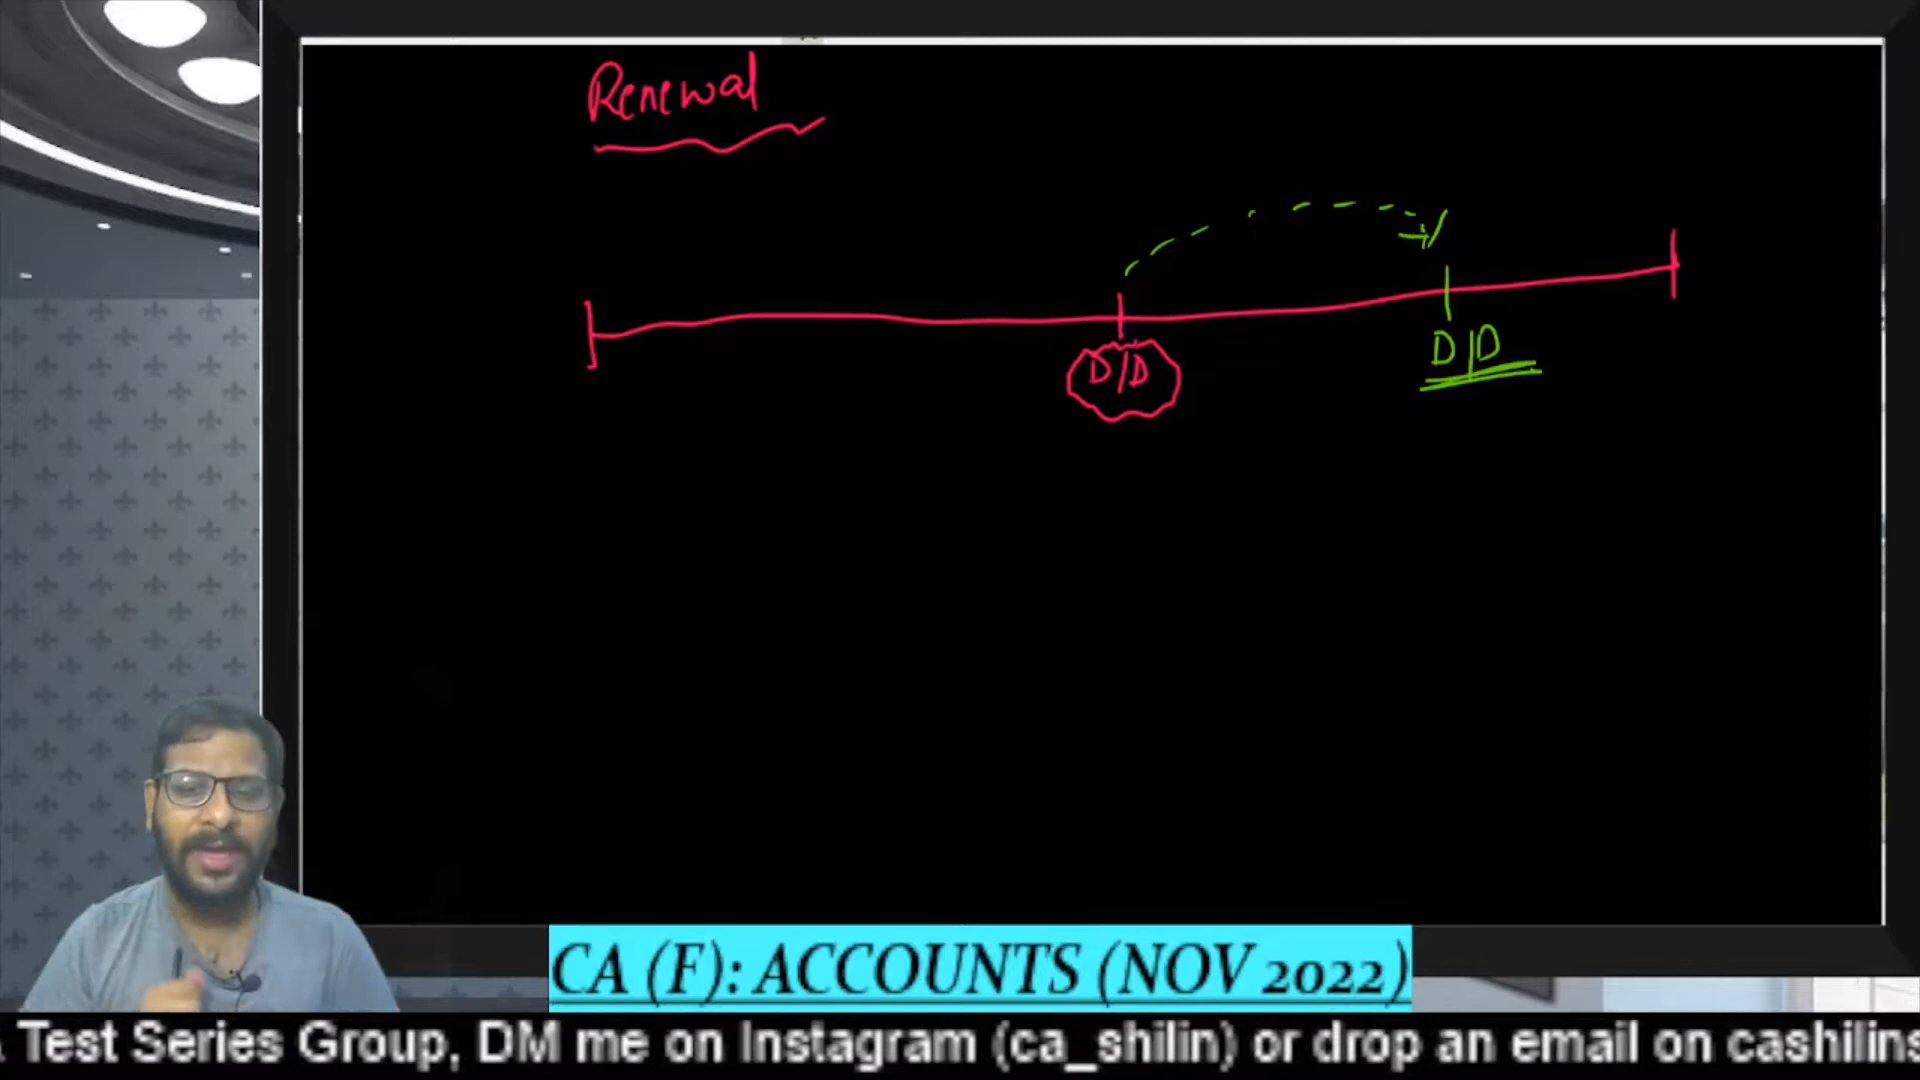 Renewal
D/D
D/D
CA (F): ACCOUNTS (NOV 2022)
Test Series Group, DM me on Instagram (ca_shilin) or drop an email on cashilins